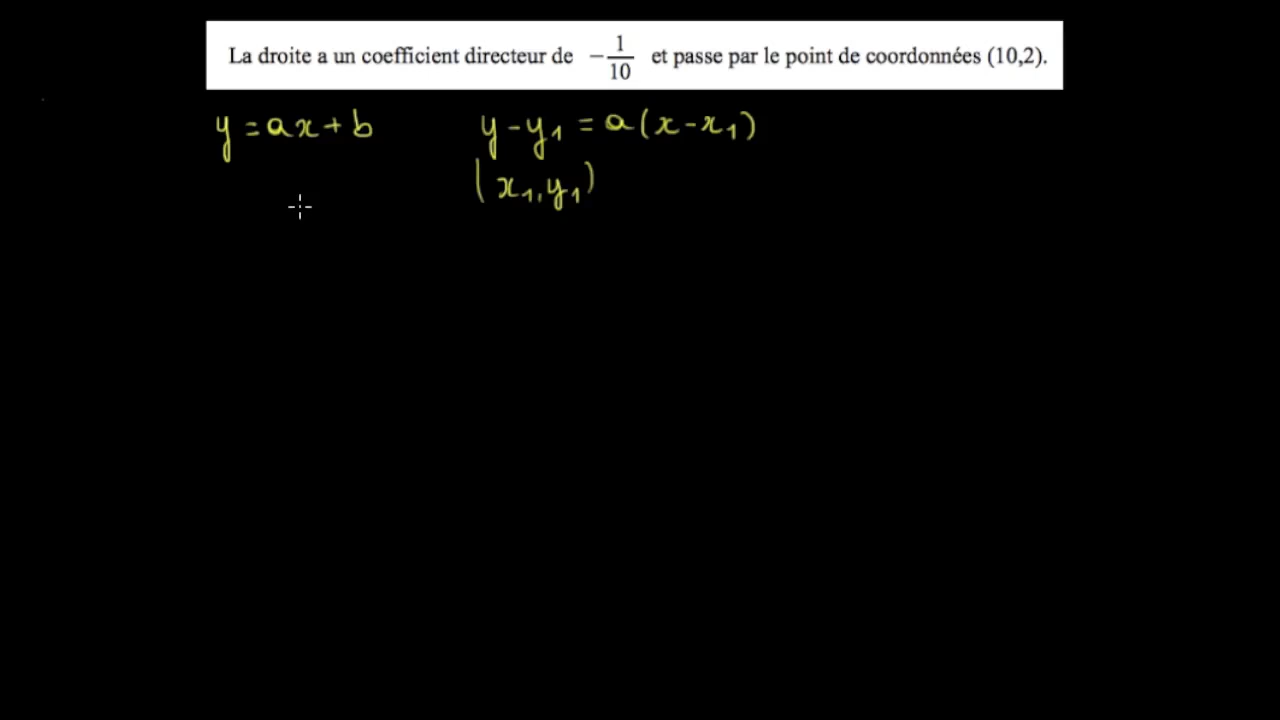 La droite a un coefficient directeur de −1/10 et passe par le point de coordonnées (10,2).
y = ax + b y − y₁ = a(x − x₁)
(x₁, y₁)